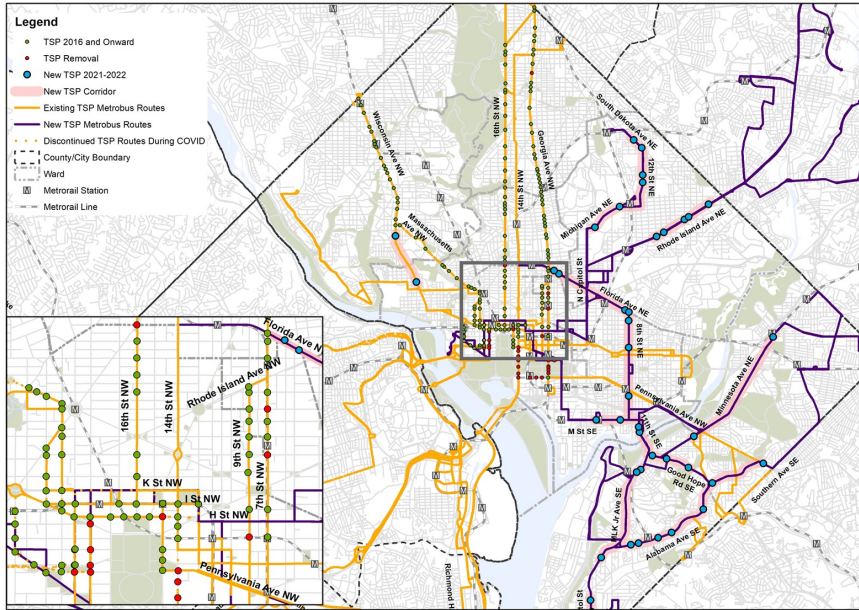 Legend
TSP 2016 and Onward
TSP Removal
New TSP 2021-2022
New TSP Corridor
Existing TSP Metrobus Routes
New TSP Metrobus Routes
Discontinued TSP Routes During COVID
County/City Boundary
Ward
M Metrorail Station
Metrorail Line
Wisconsin Ave NW
Massachusetts
Ave NW
16th St NW
14th St NW
Georgia Ave NW
South Dakota Ave NE
12th St NE
Michigan Ave NE
Rhode Island Ave NE
N Capitol St
Florida Ave NE
8th St NE
Pennsylvania Ave NW
Minnesota Ave NE
M St SE
11th St SE
Good Hope
Rd SE
Southern Ave SE
MLK Jr Ave SE
Alabama Ave SE
itol St
Richmond H
Florida Ave N
Rhode Island Ave NW
16th St NW
14th St NW
9th St NW
7th St NW
K St NW
I St NW
H St NW
Pennsylvania Ave NW